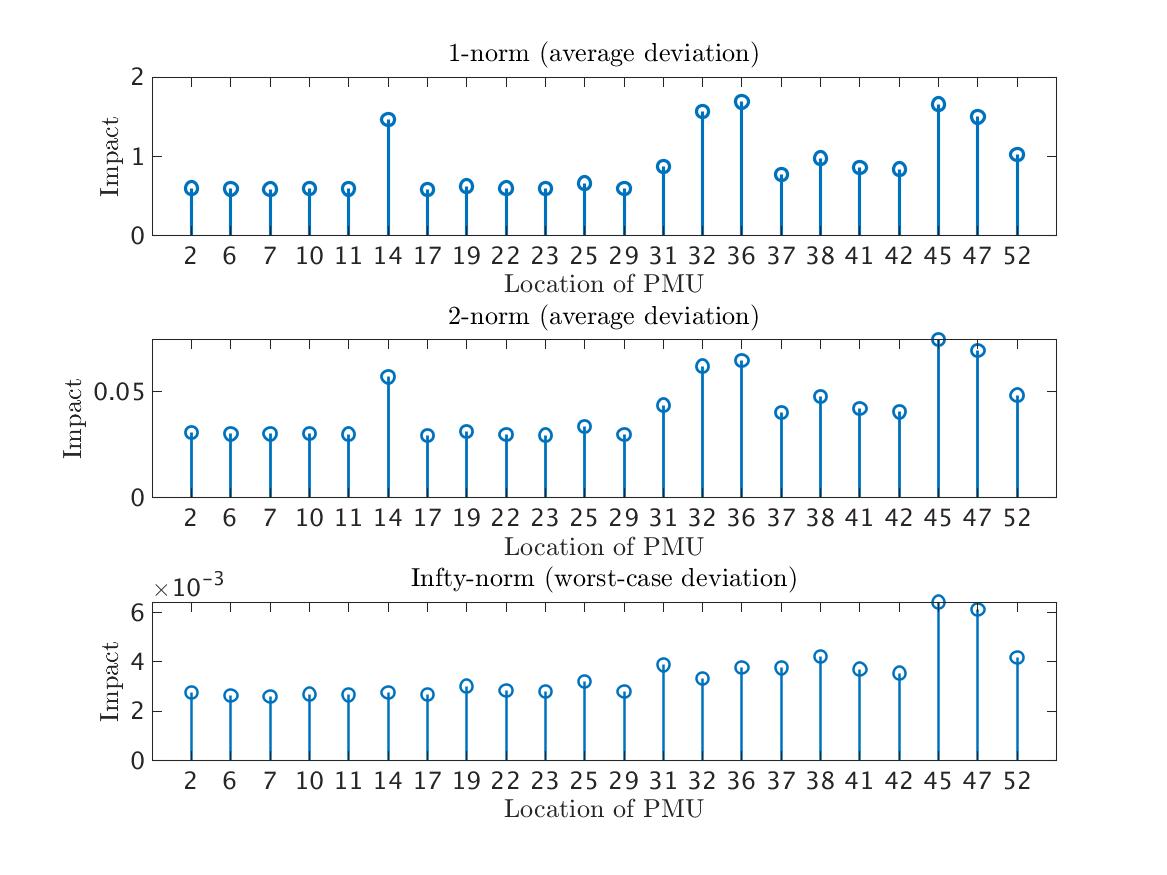 1-norm (average deviation)
2
1
0
Impact
2 6 7 10 11 14 17 19 22 23 25 29 31 32 36 37 38 41 42 45 47 52
Location of PMU
2-norm (average deviation)
0.05
0
Impact
2 6 7 10 11 14 17 19 22 23 25 29 31 32 36 37 38 41 42 45 47 52
Location of PMU
Infty-norm (worst-case deviation)
×10⁻³
6
4
2
0
Impact
2 6 7 10 11 14 17 19 22 23 25 29 31 32 36 37 38 41 42 45 47 52
Location of PMU